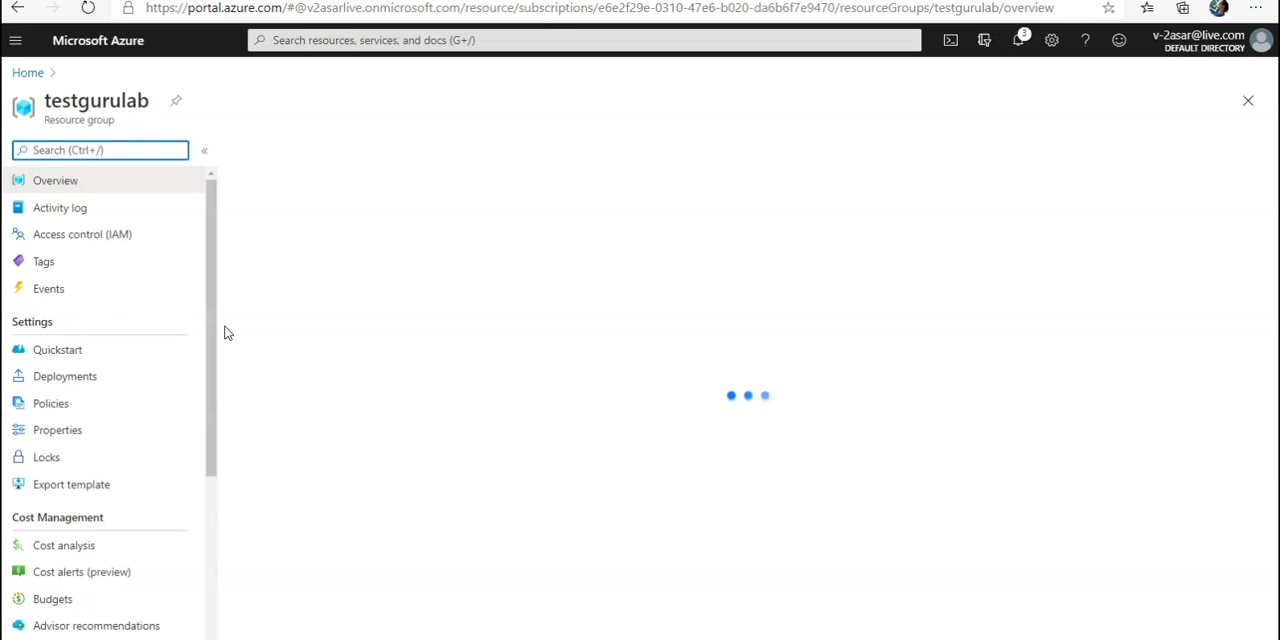 https://portal.azure.com/#@v2asarlive.onmicrosoft.com/resource/subscriptions/e6e2f29e-0310-47e6-b020-da6b6f7e9470/resourceGroups/testgurulab/overview
Microsoft Azure
Search resources, services, and docs (G+/)
3
v-2asar@live.com
DEFAULT DIRECTORY
Home
testgurulab
Resource group
Search (Ctrl+/)
Overview
Activity log
Access control (IAM)
Tags
Events
Settings
Quickstart
Deployments
Policies
Properties
Locks
Export template
Cost Management
Cost analysis
Cost alerts (preview)
Budgets
Advisor recommendations